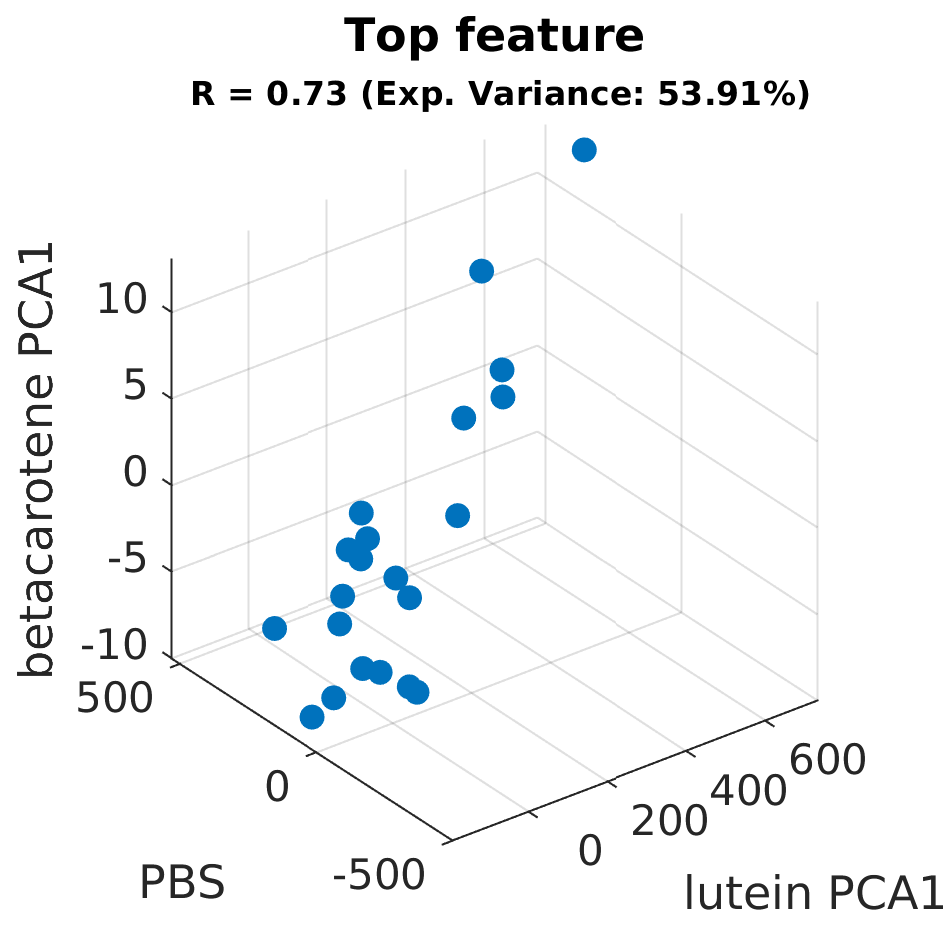 Top feature
R = 0.73 (Exp. Variance: 53.91%)
betacarotene PCA1
10
5
0
-5
-10
500
0
-500
PBS
0
200
400
600
lutein PCA1